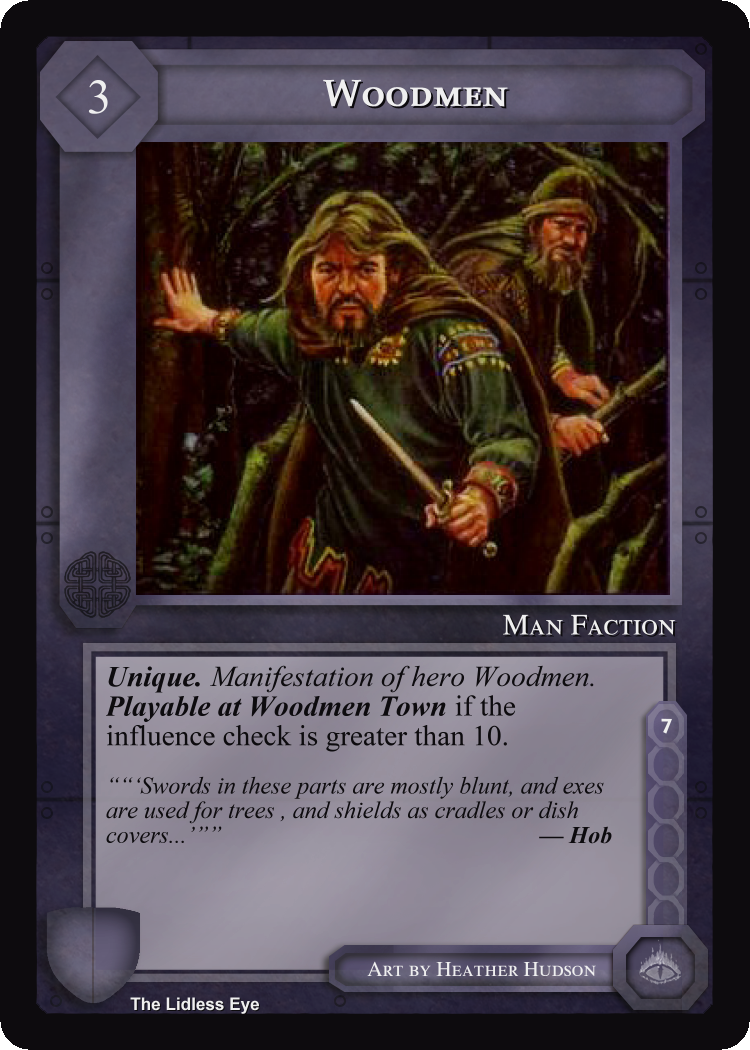 3
WOODMEN
MAN FACTION
Unique. Manifestation of hero Woodmen.
Playable at Woodmen Town if the
influence check is greater than 10.
7
““‘Swords in these parts are mostly blunt, and exes
are used for trees , and shields as cradles or dish
covers...’”” — Hob
ART BY HEATHER HUDSON
The Lidless Eye